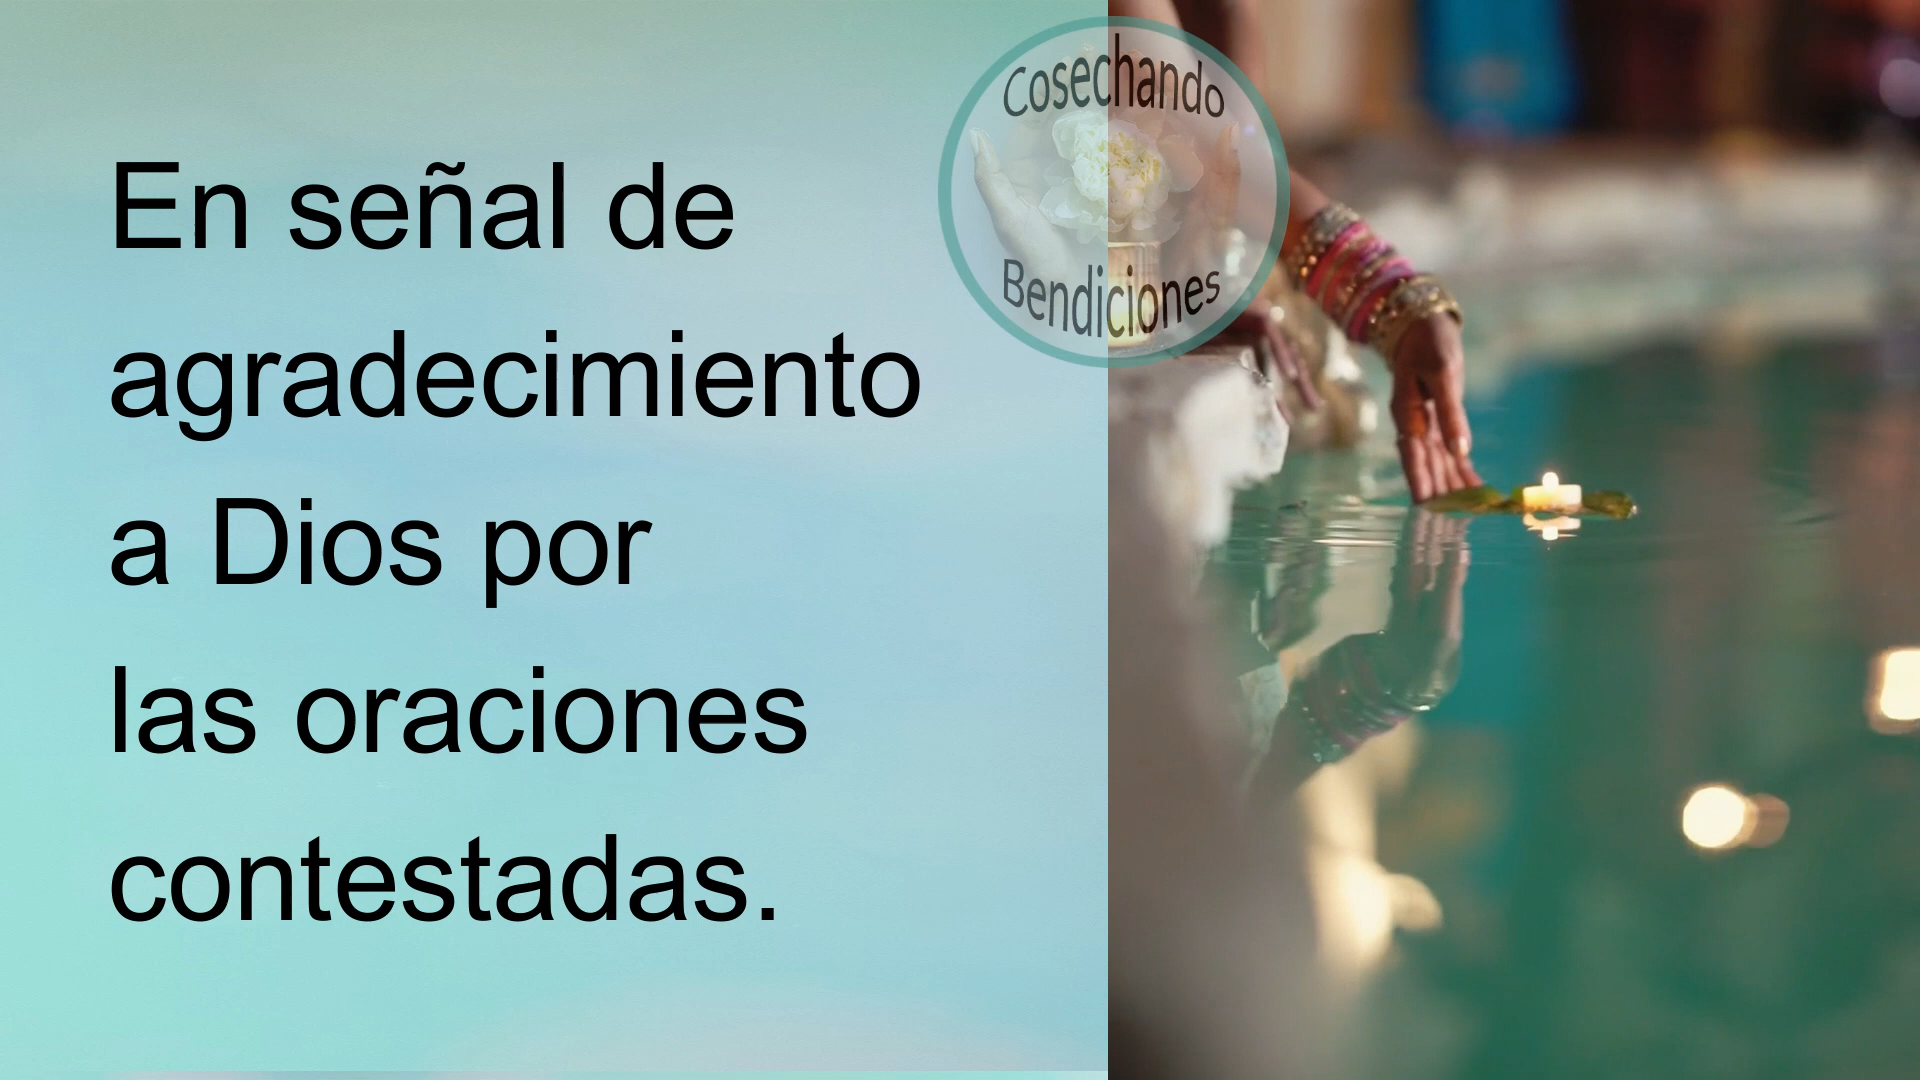 En señal de
agradecimiento
a Dios por
las oraciones
contestadas.
Cosechando
Bendiciones